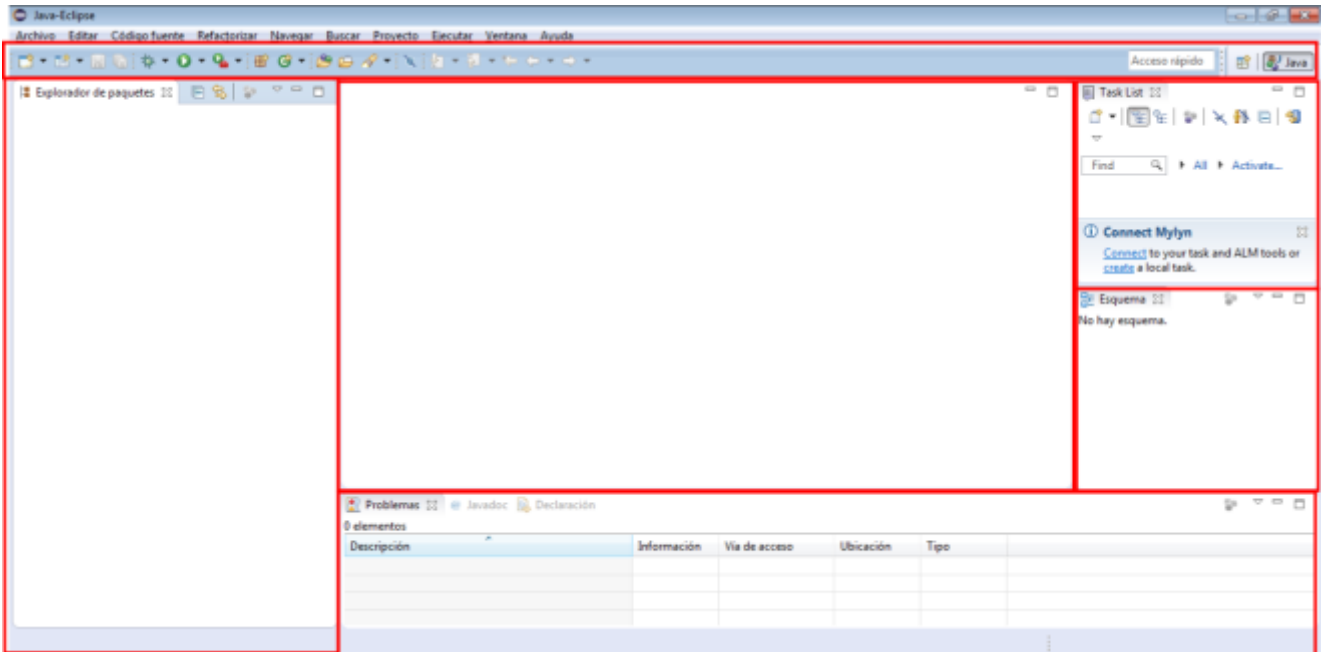 Java-Eclipse
Archivo Editar Código fuente Refactorizar Navegar Buscar Proyecto Ejecutar Ventana Ayuda
Acceso rápido Java
Explorador de paquetes
Task List
Find All Activate...
Connect Mylyn
Connect to your task and ALM tools or
create a local task.
Esquema
No hay esquema.
Problemas Javadoc Declaración
0 elementos
Descripción Información Vía de acceso Ubicación Tipo